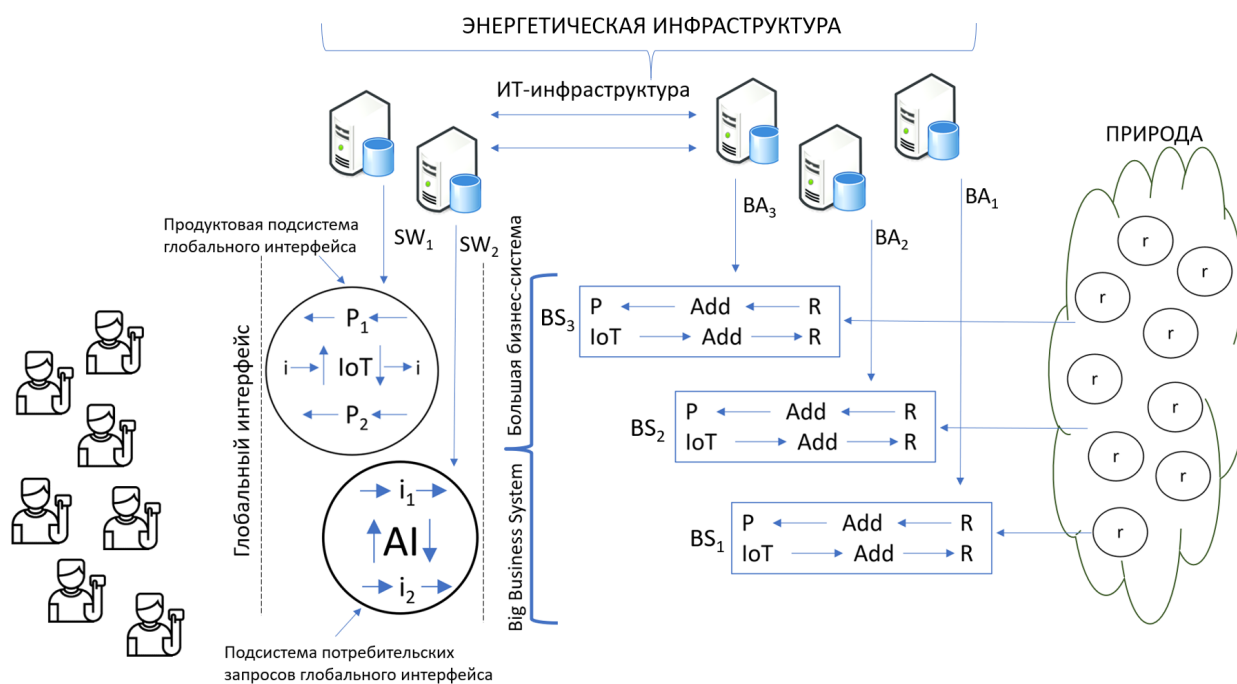 ЭНЕРГЕТИЧЕСКАЯ ИНФРАСТРУКТУРА
ИТ-инфраструктура
ПРИРОДА
Продуктовая подсистема
глобального интерфейса
SW1
SW2
BA3
BA2
BA1
Глобальный интерфейс
P1
i IoT i
P2
i1
AI
i2
Подсистема потребительских
запросов глобального интерфейса
Большая бизнес-система
Big Business System
BS3
P Add R
IoT Add R
BS2
P Add R
IoT Add R
BS1
P Add R
IoT Add R
r
r
r
r
r
r
r
r
r